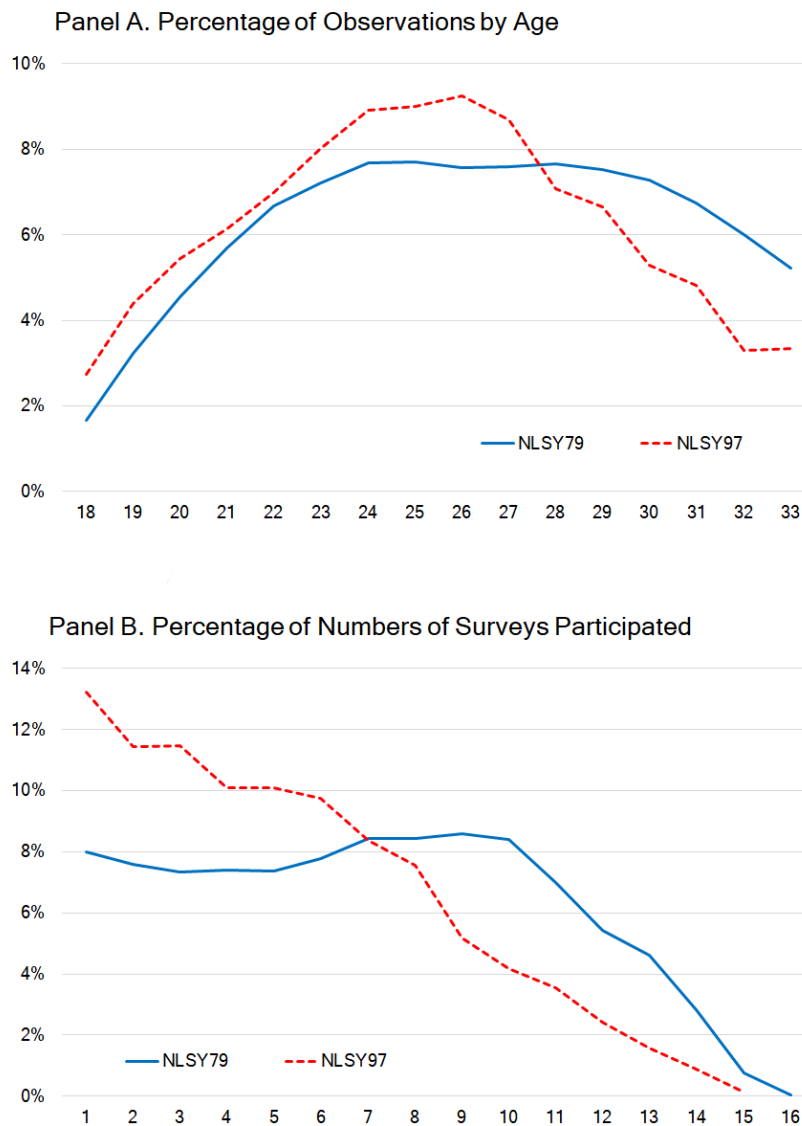 Panel A. Percentage of Observations by Age
10%
8%
6%
4%
2%
NLSY79 NLSY97
0%
18 19 20 21 22 23 24 25 26 27 28 29 30 31 32 33
Panel B. Percentage of Numbers of Surveys Participated
14%
12%
10%
8%
6%
4%
2%
NLSY79 NLSY97
0%
1 2 3 4 5 6 7 8 9 10 11 12 13 14 15 16